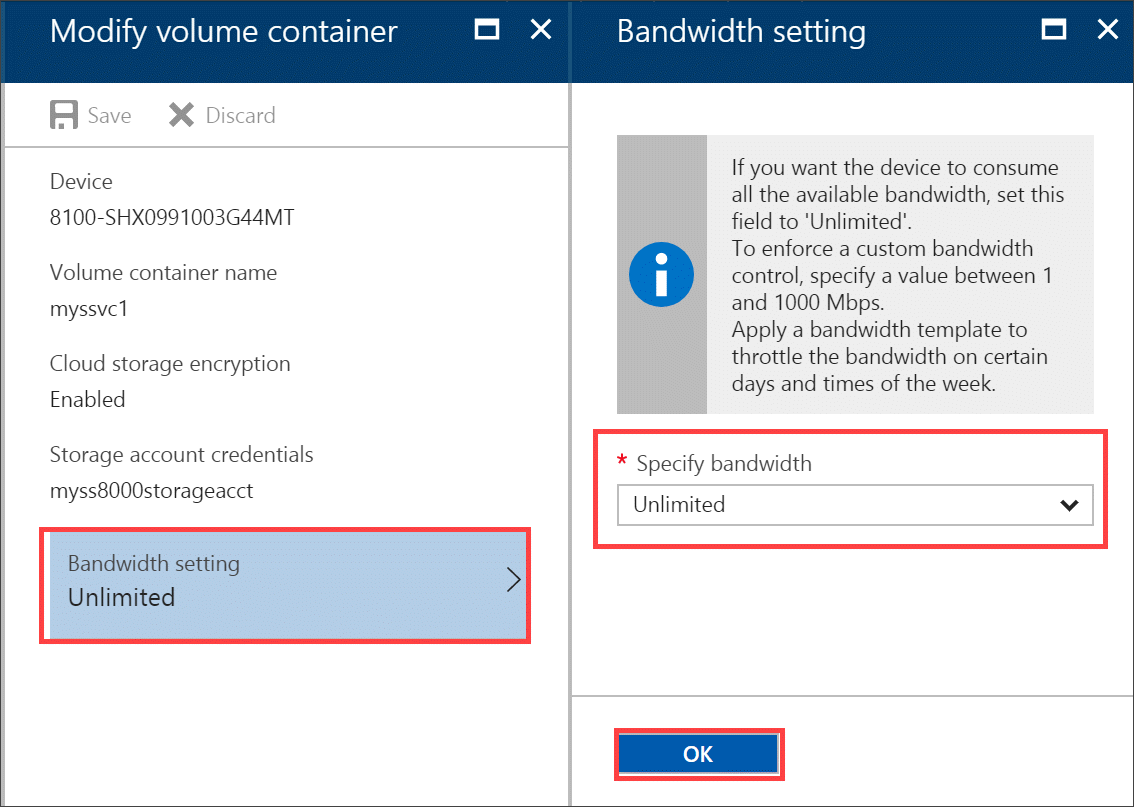 Modify volume container
Save
Discard
Device
8100-SHX0991003G44MT
Volume container name
myssvc1
Cloud storage encryption
Enabled
Storage account credentials
myss8000storageacct
Bandwidth setting
Unlimited
Bandwidth setting
If you want the device to consume
all the available bandwidth, set this
field to 'Unlimited'.
To enforce a custom bandwidth
control, specify a value between 1
and 1000 Mbps.
Apply a bandwidth template to
throttle the bandwidth on certain
days and times of the week.
* Specify bandwidth
Unlimited
OK